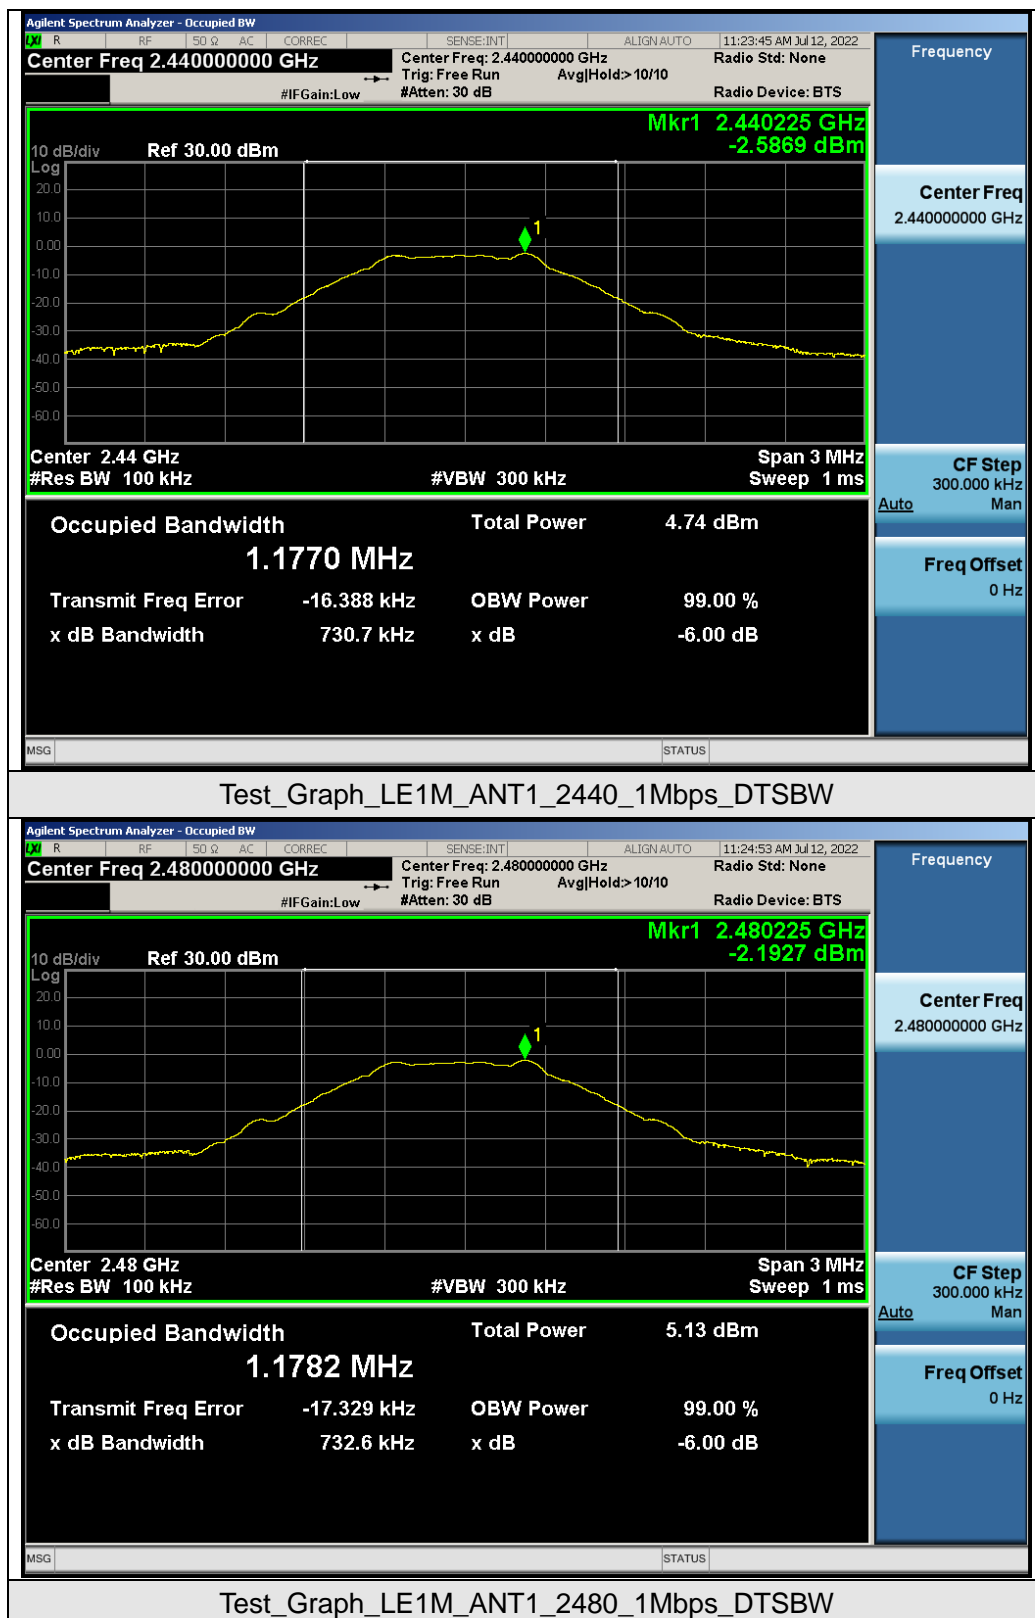 Agilent Spectrum Analyzer - Occupied BW
LXI R RF 50 Ω AC CORREC SENSE:INT ALIGN AUTO 11:23:45 AM Jul 12, 2022
Center Freq 2.440000000 GHz
Center Freq: 2.440000000 GHz
Radio Std: None
Trig: Free Run Avg|Hold:> 10/10
#IFGain:Low
#Atten: 30 dB
Radio Device: BTS
Frequency
Mkr1 2.440225 GHz
-2.5869 dBm
10 dB/div Ref 30.00 dBm
Log
20.0
10.0
0.00
-10.0
-20.0
-30.0
-40.0
-50.0
-60.0
1
Center 2.44 GHz
Span 3 MHz
#Res BW 100 kHz
#VBW 300 kHz
Sweep 1 ms
Center Freq
2.440000000 GHz
CF Step
300.000 kHz
Auto Man
Freq Offset
0 Hz
Occupied Bandwidth
1.1770 MHz
Total Power 4.74 dBm
Transmit Freq Error -16.388 kHz
OBW Power 99.00 %
x dB Bandwidth 730.7 kHz
x dB -6.00 dB
MSG
STATUS
Test_Graph_LE1M_ANT1_2440_1Mbps_DTSBW
Agilent Spectrum Analyzer - Occupied BW
LXI R RF 50 Ω AC CORREC SENSE:INT ALIGN AUTO 11:24:53 AM Jul 12, 2022
Center Freq 2.480000000 GHz
Center Freq: 2.480000000 GHz
Radio Std: None
Trig: Free Run Avg|Hold:> 10/10
#IFGain:Low
#Atten: 30 dB
Radio Device: BTS
Frequency
Mkr1 2.480225 GHz
-2.1927 dBm
10 dB/div Ref 30.00 dBm
Log
20.0
10.0
0.00
-10.0
-20.0
-30.0
-40.0
-50.0
-60.0
1
Center 2.48 GHz
Span 3 MHz
#Res BW 100 kHz
#VBW 300 kHz
Sweep 1 ms
Center Freq
2.480000000 GHz
CF Step
300.000 kHz
Auto Man
Freq Offset
0 Hz
Occupied Bandwidth
1.1782 MHz
Total Power 5.13 dBm
Transmit Freq Error -17.329 kHz
OBW Power 99.00 %
x dB Bandwidth 732.6 kHz
x dB -6.00 dB
MSG
STATUS
Test_Graph_LE1M_ANT1_2480_1Mbps_DTSBW